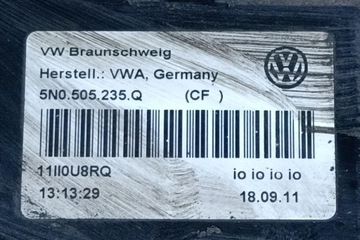 VW Braunschweig
Herstell.: VWA, Germany
5N0.505.235.Q (CF )
11II0U8RQ io io io io
13:13:29 18.09.11